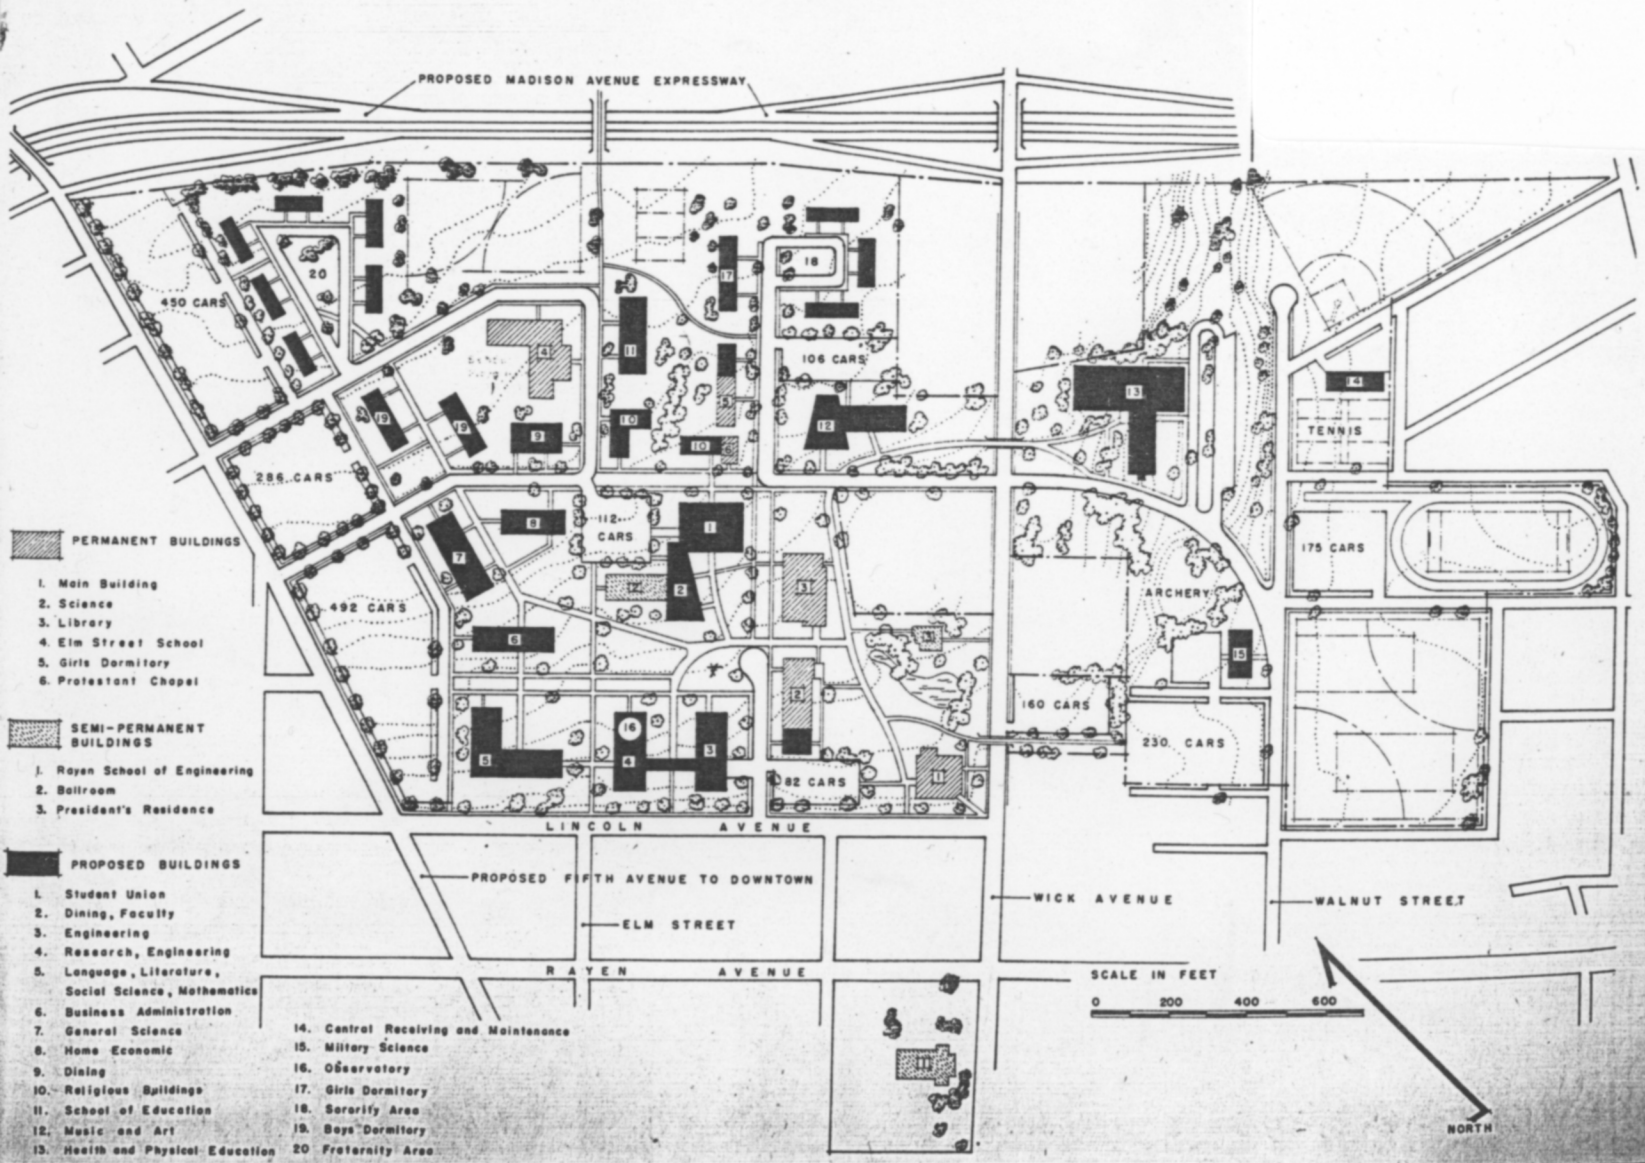 PROPOSED MADISON AVENUE EXPRESSWAY
20
17
18
450 CARS
4
11
106 CARS
13
14
19
19
9
10
5
12
TENNIS
10
6
286 CARS
8
112
CARS
1
7
175 CARS
492 CARS
2
2
3
ARCHERY
6
3
15
2
160 CARS
230 CARS
5
16
4
3
82 CARS
1
LINCOLN AVENUE
PROPOSED FIFTH AVENUE TO DOWNTOWN
WICK AVENUE
WALNUT STREET
ELM STREET
RAYEN AVENUE
SCALE IN FEET
0 200 400 600
1
NORTH
PERMANENT BUILDINGS
1. Main Building
2. Science
3. Library
4. Elm Street School
5. Girls Dormitory
6. Protestant Chapel
SEMI-PERMANENT
BUILDINGS
1. Rayen School of Engineering
2. Ballroom
3. President's Residence
PROPOSED BUILDINGS
1. Student Union
2. Dining, Faculty
3. Engineering
4. Research, Engineering
5. Language, Literature,
Social Science, Mathematics
6. Business Administration
7. General Science
8. Home Economic
9. Dining
10. Religious Buildings
11. School of Education
12. Music and Art
13. Health and Physical Education
14. Central Receiving and Maintenance
15. Miltary Science
16. Observatory
17. Girls Dormitory
18. Sorority Area
19. Boys Dormitory
20 Fraternity Area